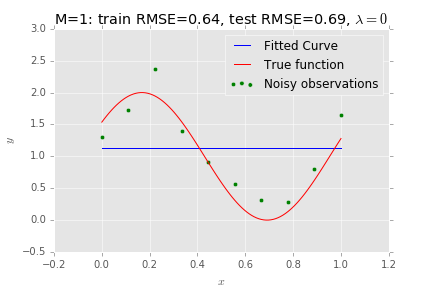 M=1: train RMSE=0.64, test RMSE=0.69, λ=0
3.0
2.5
2.0
1.5
1.0
0.5
0.0
−0.5
y
Fitted Curve
True function
Noisy observations
−0.2
0.0
0.2
0.4
0.6
0.8
1.0
1.2
x